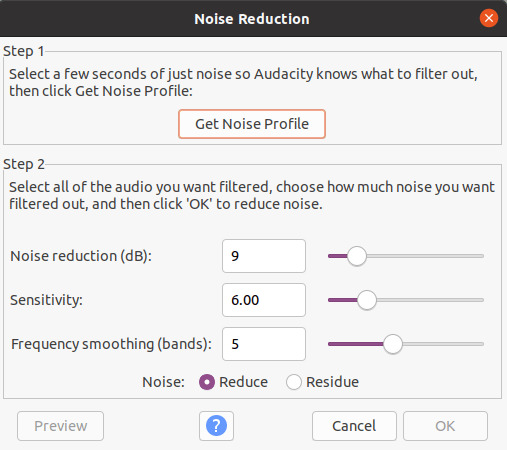 Noise Reduction
Step 1
Select a few seconds of just noise so Audacity knows what to filter out,
then click Get Noise Profile:
Get Noise Profile
Step 2
Select all of the audio you want filtered, choose how much noise you want
filtered out, and then click 'OK' to reduce noise.
Noise reduction (dB): 9
Sensitivity: 6.00
Frequency smoothing (bands): 5
Noise: Reduce Residue
Preview ? Cancel OK